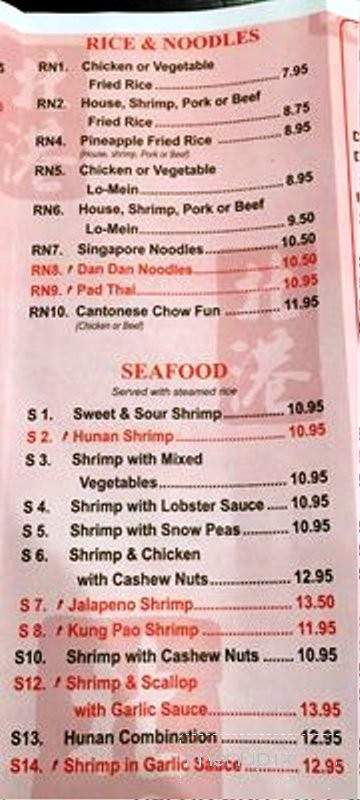 RICE & NOODLES
RN1. Chicken or Vegetable
Fried Rice 7.95
RN2. House, Shrimp, Pork or Beef
Fried Rice 8.75
RN4. Pineapple Fried Rice 8.95
(House, shrimp, Pork or Beef)
RN5. Chicken or Vegetable
Lo-Mein 8.95
RN6. House, Shrimp, Pork or Beef
Lo-Mein 9.50
RN7. Singapore Noodles 10.50
RN8. Dan Dan Noodles 10.50
RN9. Pad Thai 10.95
RN10. Cantonese Chow Fun 11.95
(Chicken or Beef)
SEAFOOD
Served with steamed rice
S 1. Sweet & Sour Shrimp 10.95
S 2. Hunan Shrimp 10.95
S 3. Shrimp with Mixed
Vegetables 10.95
S 4. Shrimp with Lobster Sauce 10.95
S 5. Shrimp with Snow Peas 10.95
S 6. Shrimp & Chicken
with Cashew Nuts 12.95
S 7. Jalapeno Shrimp 13.50
S 8. Kung Pao Shrimp 11.95
S10. Shrimp with Cashew Nuts 10.95
S12. Shrimp & Scallop
with Garlic Sauce 13.95
S13. Hunan Combination 12.95
S14. Shrimp in Garlic Sauce 12.95